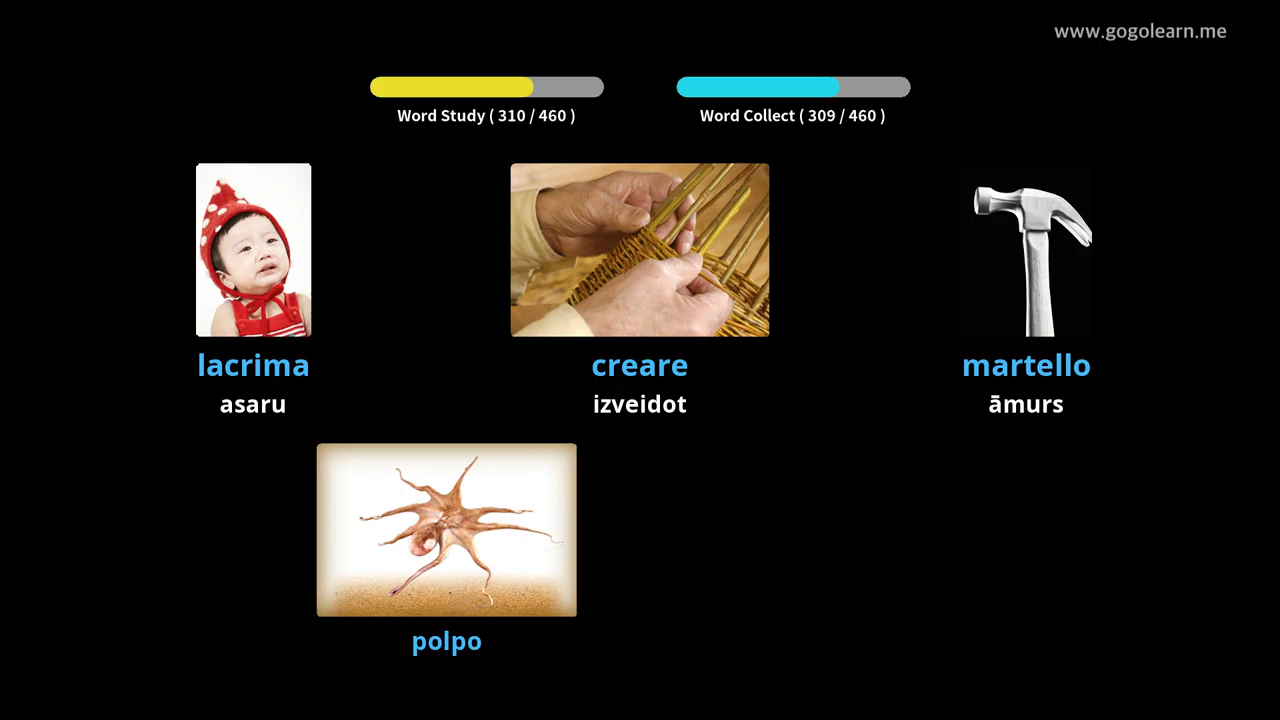 www.gogolearn.me
Word Study ( 310 / 460 )
Word Collect ( 309 / 460 )
lacrima
asaru
creare
izveidot
martello
āmurs
polpo